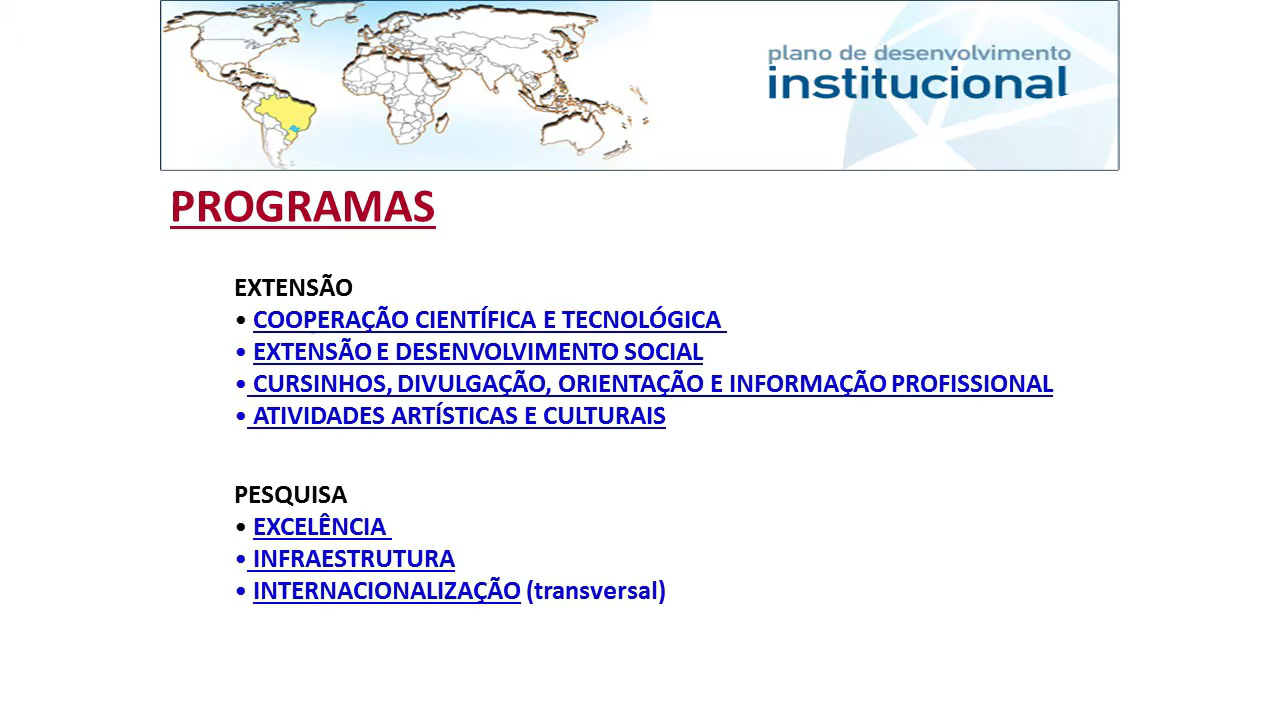 plano de desenvolvimento
institucional
PROGRAMAS
EXTENSÃO
• COOPERAÇÃO CIENTÍFICA E TECNOLÓGICA
• EXTENSÃO E DESENVOLVIMENTO SOCIAL
• CURSINHOS, DIVULGAÇÃO, ORIENTAÇÃO E INFORMAÇÃO PROFISSIONAL
• ATIVIDADES ARTÍSTICAS E CULTURAIS
PESQUISA
• EXCELÊNCIA
• INFRAESTRUTURA
• INTERNACIONALIZAÇÃO (transversal)